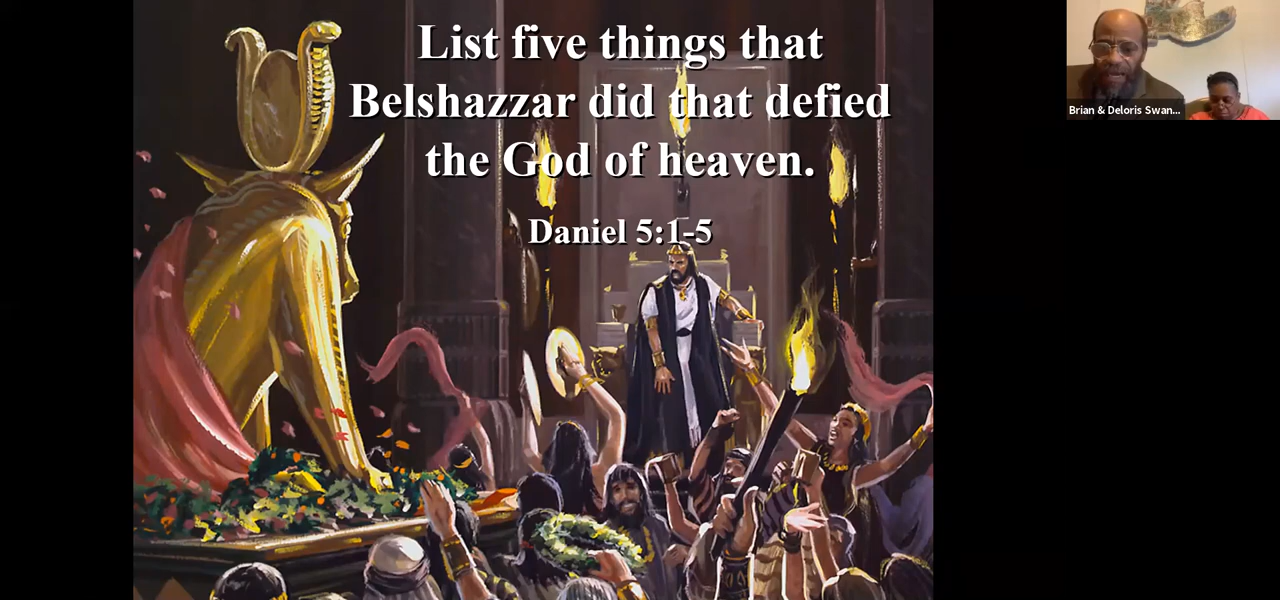 List five things that
Belshazzar did that defied
the God of heaven.
Daniel 5:1-5
Brian & Deloris Swan...